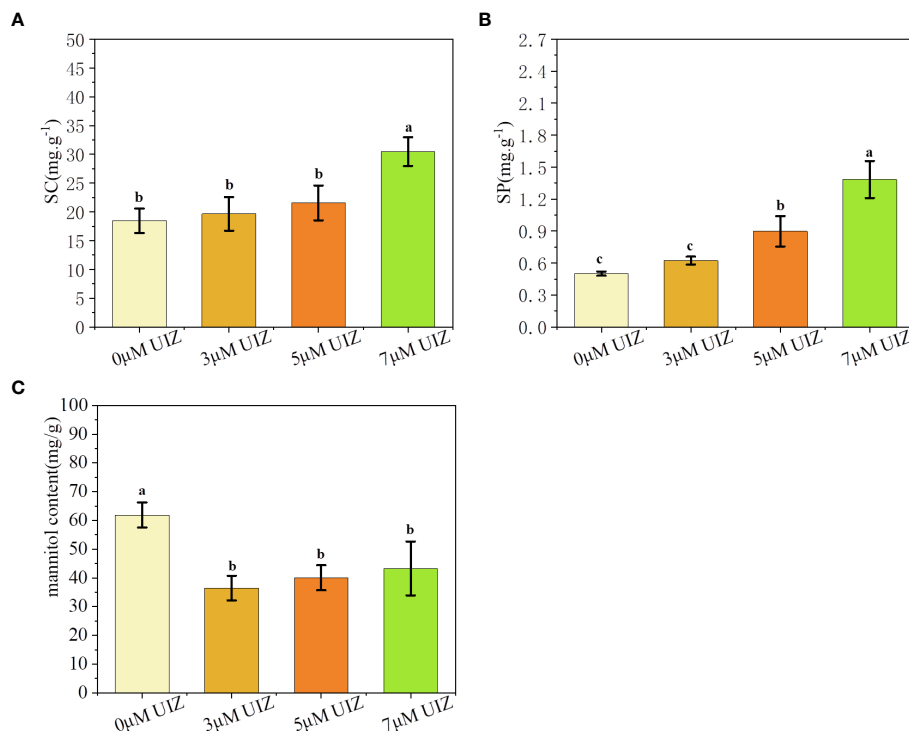 A
50
45
40
35
30
25
20
15
10
5
0
SC(mg.g⁻¹)
b
b
b
a
0μM UIZ
3μM UIZ
5μM UIZ
7μM UIZ
B
2.7
2.4
2.1
1.8
1.5
1.2
0.9
0.6
0.3
0.0
SP(mg.g⁻¹)
c
c
b
a
0μM UIZ
3μM UIZ
5μM UIZ
7μM UIZ
C
100
90
80
70
60
50
40
30
20
10
0
mannitol content(mg/g)
a
b
b
b
0μM UIZ
3μM UIZ
5μM UIZ
7μM UIZ